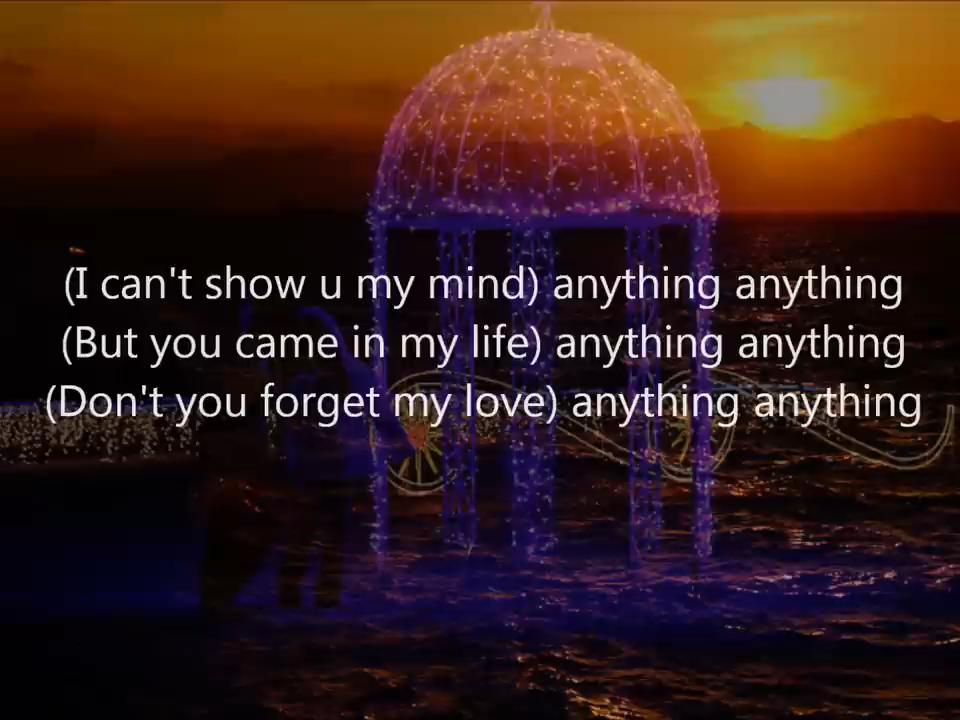 (I can't show u my mind) anything anything
(But you came in my life) anything anything
(Don't you forget my love) anything anything